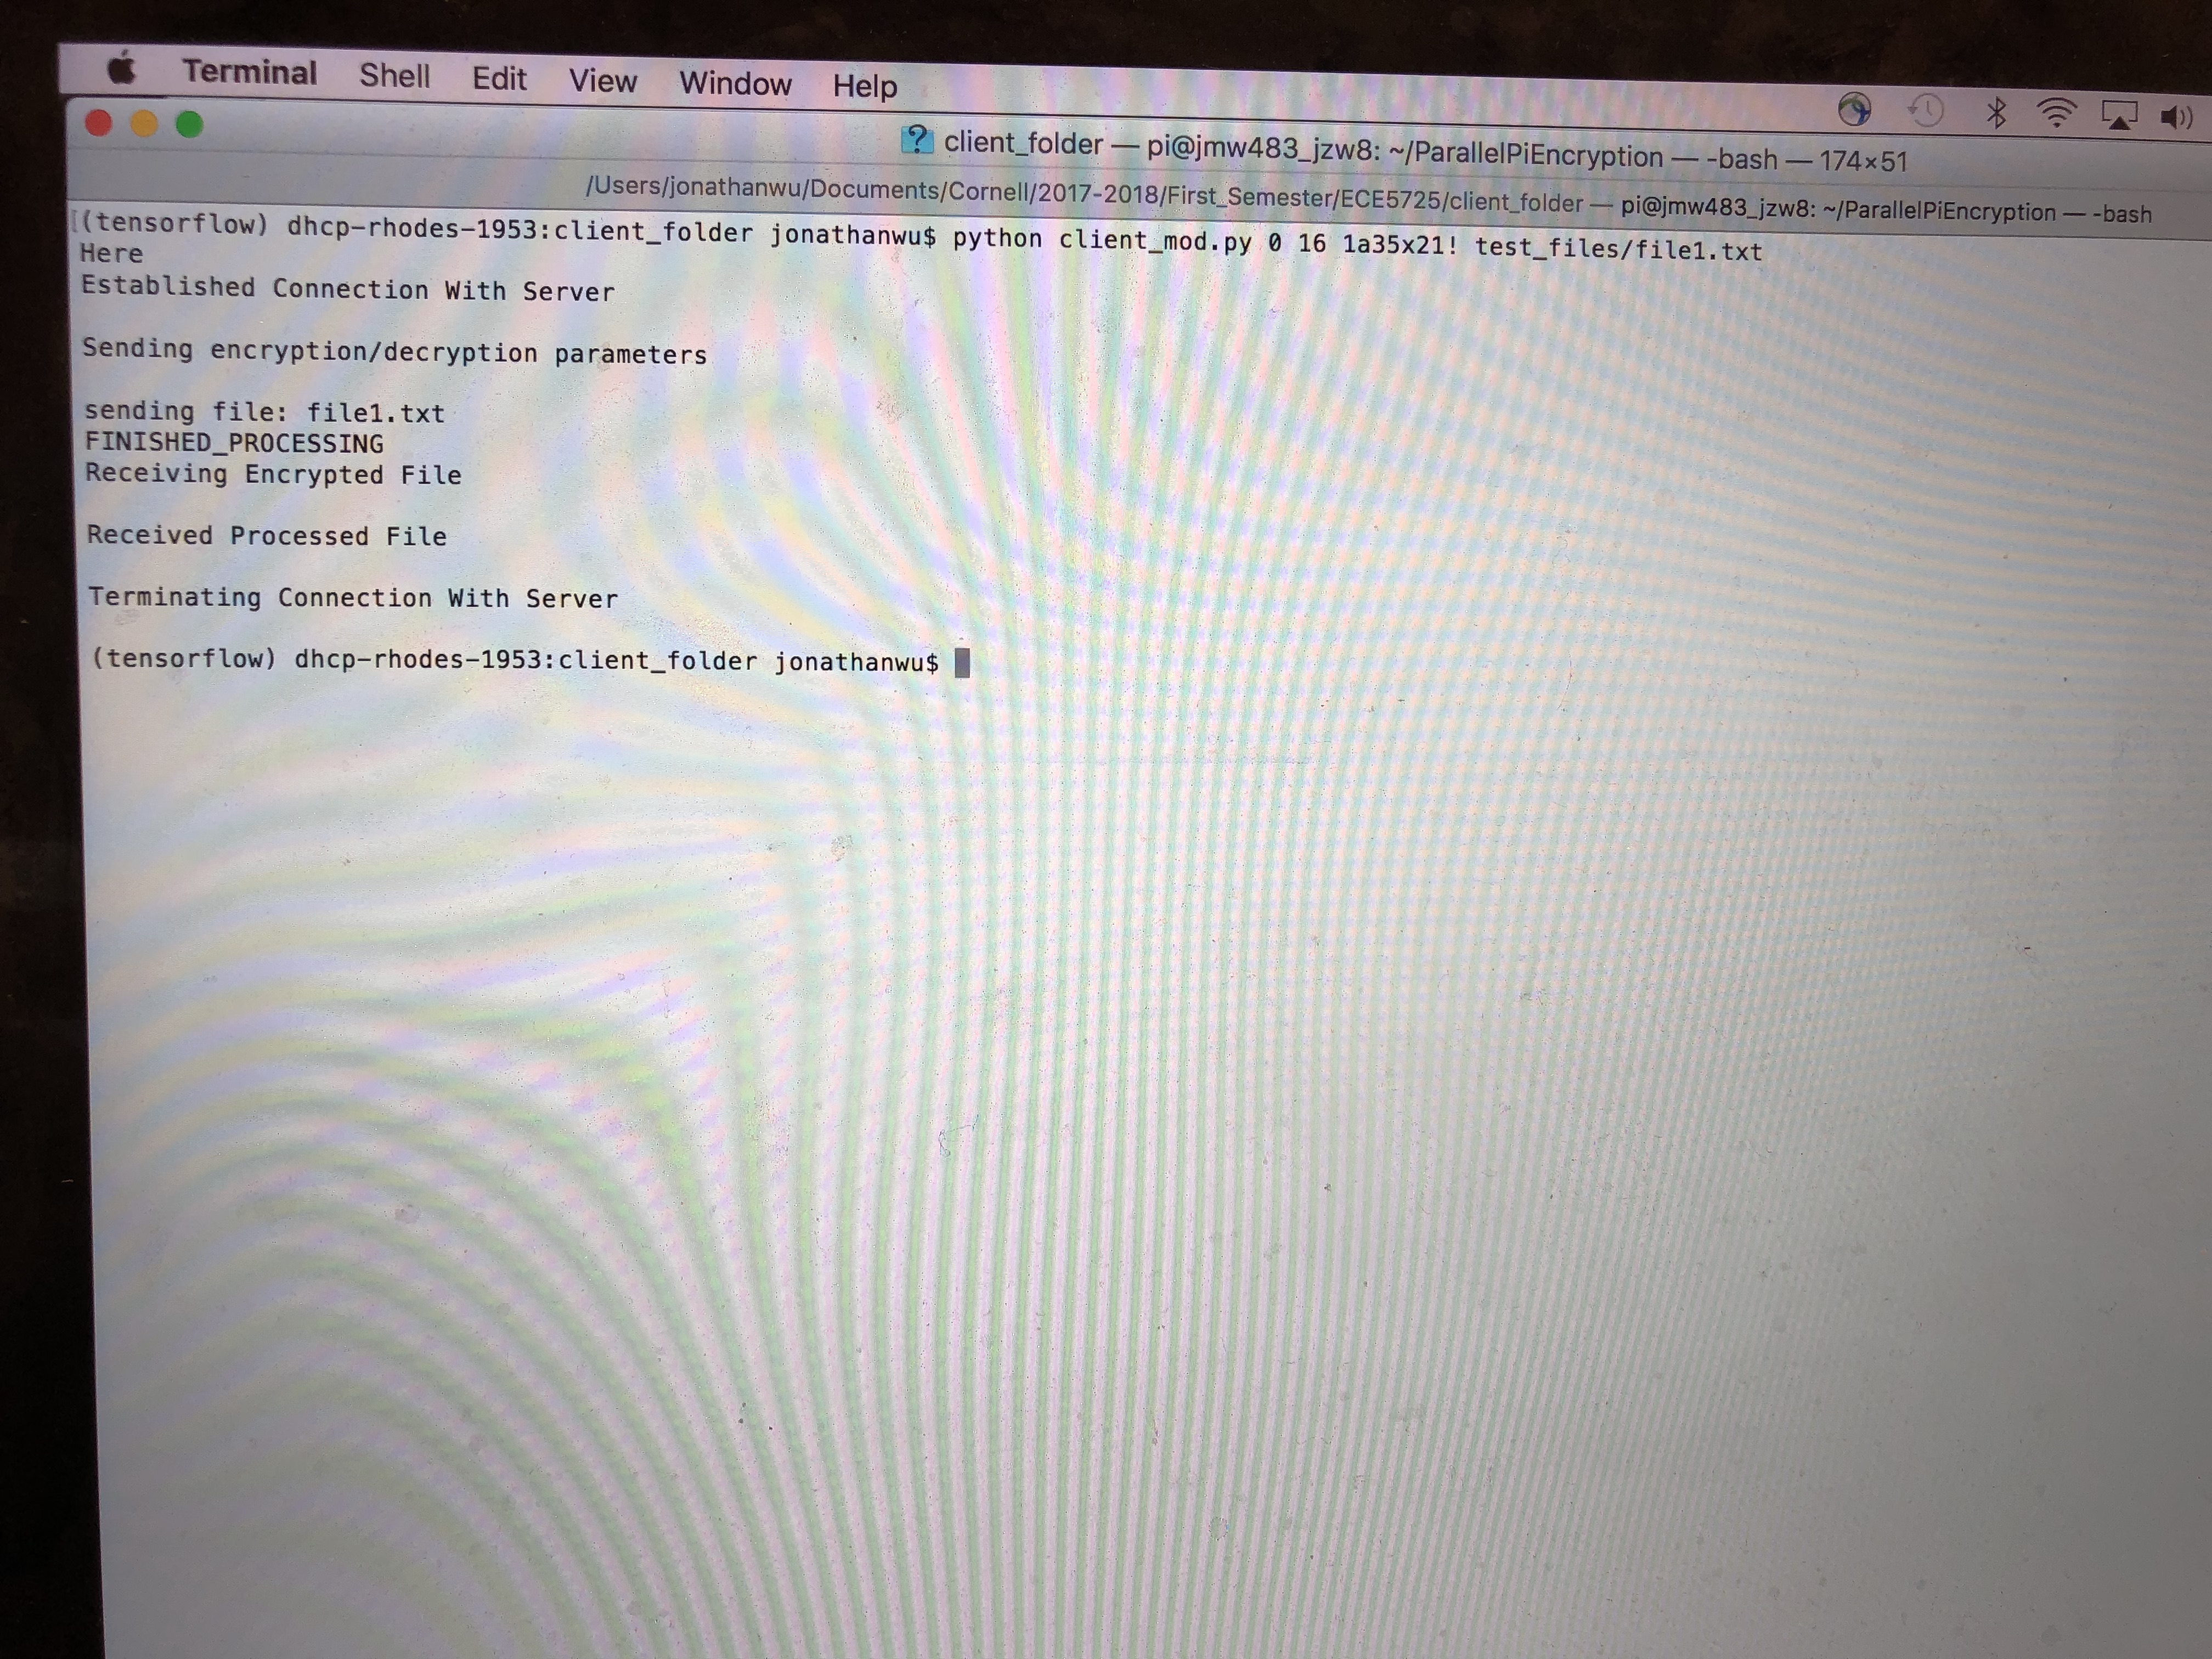 Terminal Shell Edit View Window Help
client_folder — pi@jmw483_jzw8: ~/ParallelPiEncryption — -bash — 174×51
/Users/jonathanwu/Documents/Cornell/2017-2018/First_Semester/ECE5725/client_folder — pi@jmw483_jzw8: ~/ParallelPiEncryption — -bash
[(tensorflow) dhcp-rhodes-1953:client_folder jonathanwu$ python client_mod.py 0 16 1a35x21! test_files/file1.txt
Here
Established Connection With Server
Sending encryption/decryption parameters
sending file: file1.txt
FINISHED_PROCESSING
Receiving Encrypted File
Received Processed File
Terminating Connection With Server
(tensorflow) dhcp-rhodes-1953:client_folder jonathanwu$